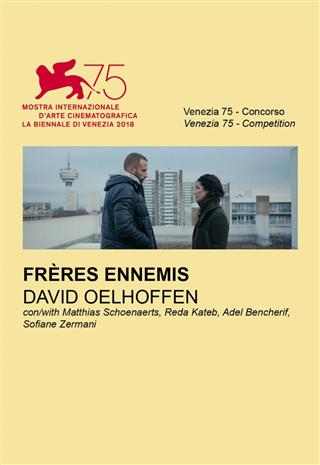 75
MOSTRA INTERNAZIONALE
D'ARTE CINEMATOGRAFICA
LA BIENNALE DI VENEZIA 2018
Venezia 75 - Concorso
Venezia 75 - Competition
FRÈRES ENNEMIS
DAVID OELHOFFEN
con/with Matthias Schoenaerts, Reda Kateb, Adel Bencherif,
Sofiane Zermani